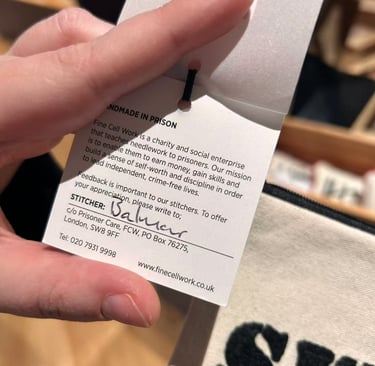 HANDMADE IN PRISON
Fine Cell Work is a charity and social enterprise
that teaches needlework to prisoners. Our mission
is to enable them to earn money, gain skills and
build a sense of self-worth and discipline in order
to lead independent, crime-free lives.
Feedback is important to our stitchers. To offer
your appreciation, please write to:
STITCHER:
c/o Prisoner Care, FCW, PO Box 76275,
London, SW8 9FF
Tel: 020 7931 9998
www.finecellwork.co.uk